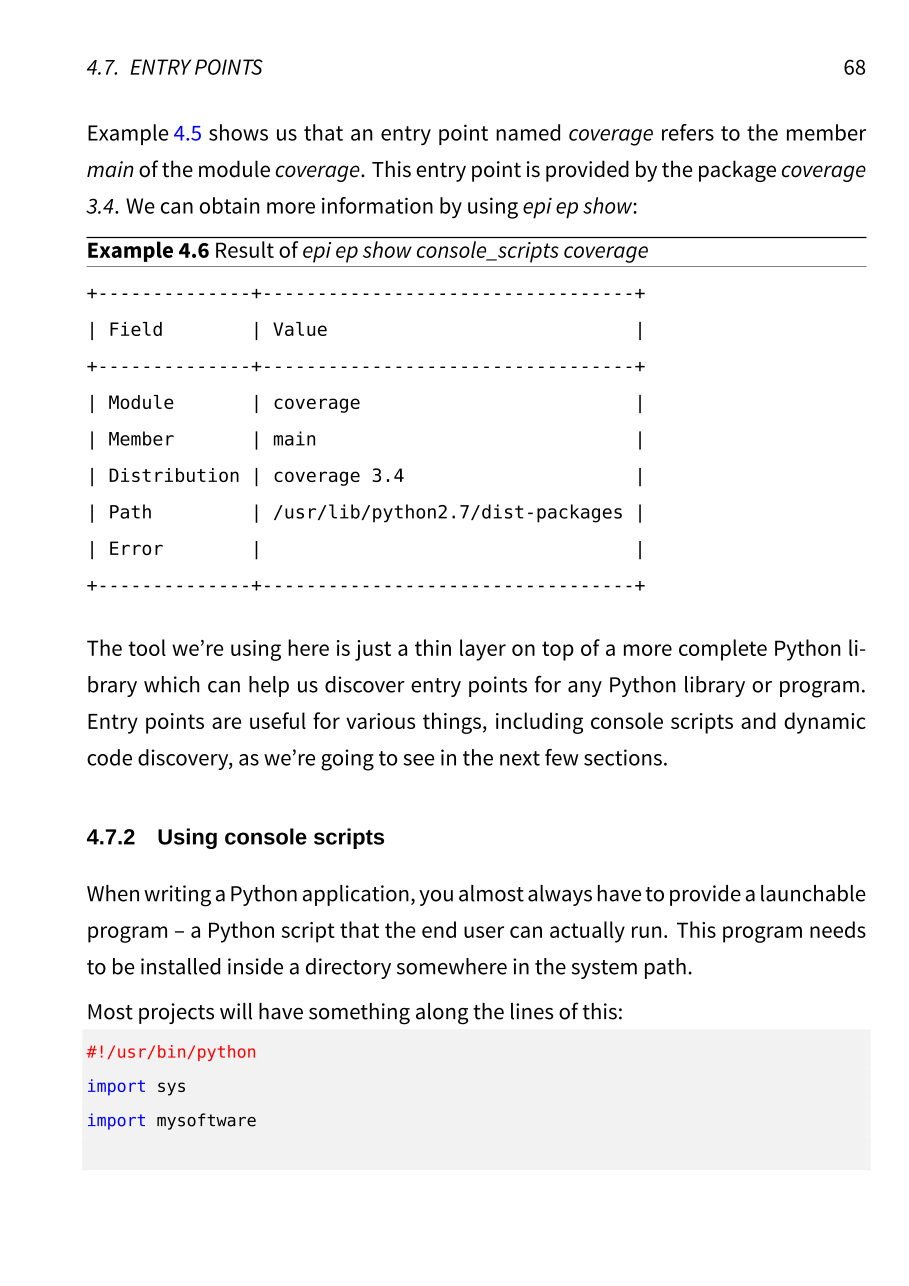 4.7. ENTRY POINTS 68
Example 4.5 shows us that an entry point named coverage refers to the member
main of the module coverage. This entry point is provided by the package coverage
3.4. We can obtain more information by using epi ep show:
Example 4.6 Result of epi ep show console_scripts coverage
+--------------+----------------------------------+
| Field        | Value                            |
+--------------+----------------------------------+
| Module       | coverage                         |
| Member       | main                             |
| Distribution | coverage 3.4                     |
| Path         | /usr/lib/python2.7/dist-packages |
| Error        |                                  |
+--------------+----------------------------------+
The tool we’re using here is just a thin layer on top of a more complete Python li-
brary which can help us discover entry points for any Python library or program.
Entry points are useful for various things, including console scripts and dynamic
code discovery, as we’re going to see in the next few sections.
4.7.2 Using console scripts
When writing a Python application, you almost always have to provide a launchable
program – a Python script that the end user can actually run. This program needs
to be installed inside a directory somewhere in the system path.
Most projects will have something along the lines of this:
#!/usr/bin/python
import sys
import mysoftware